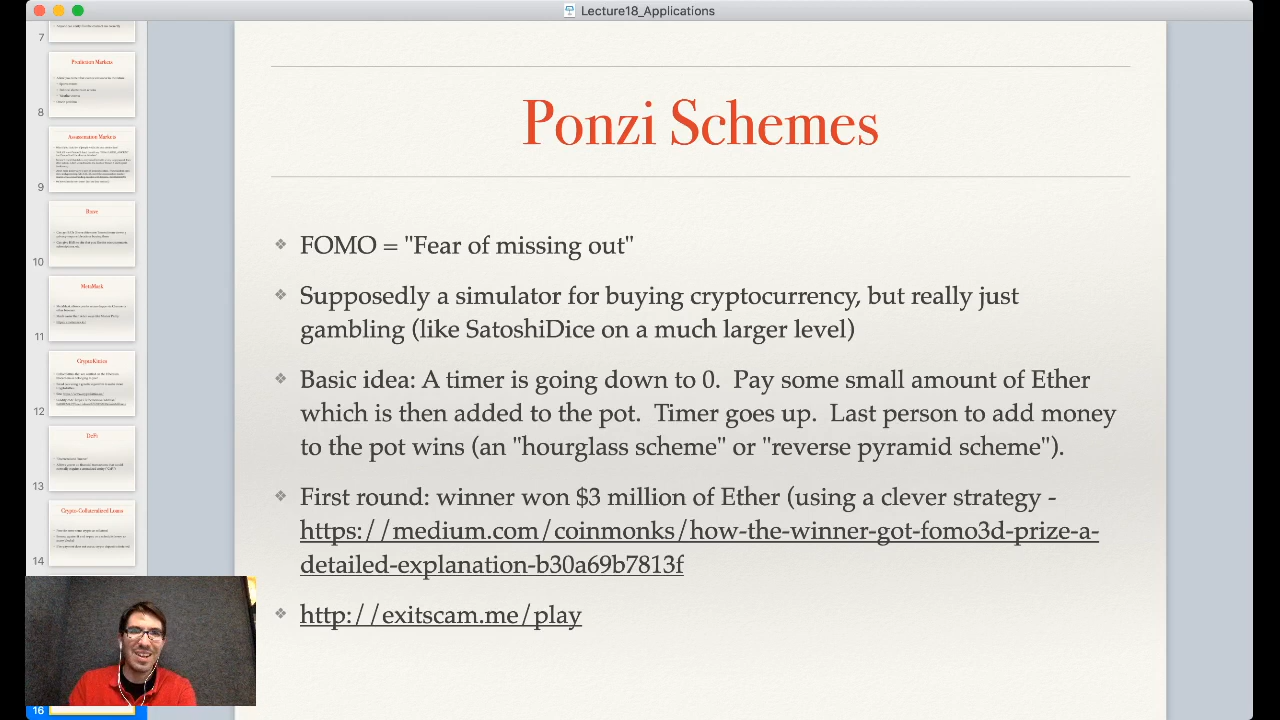 Lecture18_Applications
7
Prediction Markets
8
Assassination Markets
9
Brave
10
MetaMask
11
CryptoKitties
12
DeFi
13
Crypto-Collateralized Loans
14
16
Ponzi Schemes
FOMO = "Fear of missing out"
Supposedly a simulator for buying cryptocurrency, but really just
gambling (like SatoshiDice on a much larger level)
Basic idea: A timer is going down to 0. Pay some small amount of Ether
which is then added to the pot. Timer goes up. Last person to add money
to the pot wins (an "hourglass scheme" or "reverse pyramid scheme").
First round: winner won $3 million of Ether (using a clever strategy -
https://medium.com/coinmonks/how-the-winner-got-fomo3d-prize-a-
detailed-explanation-b30a69b7813f
http://exitscam.me/play